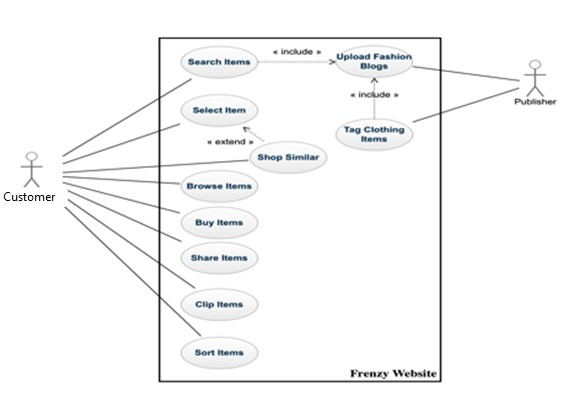 Search Items
« include »
Upload Fashion
Blogs
Publisher
« include »
Select Item
Tag Clothing
Items
« extend »
Shop Similar
Customer
Browse Items
Buy Items
Share Items
Clip Items
Sort Items
Frenzy Website